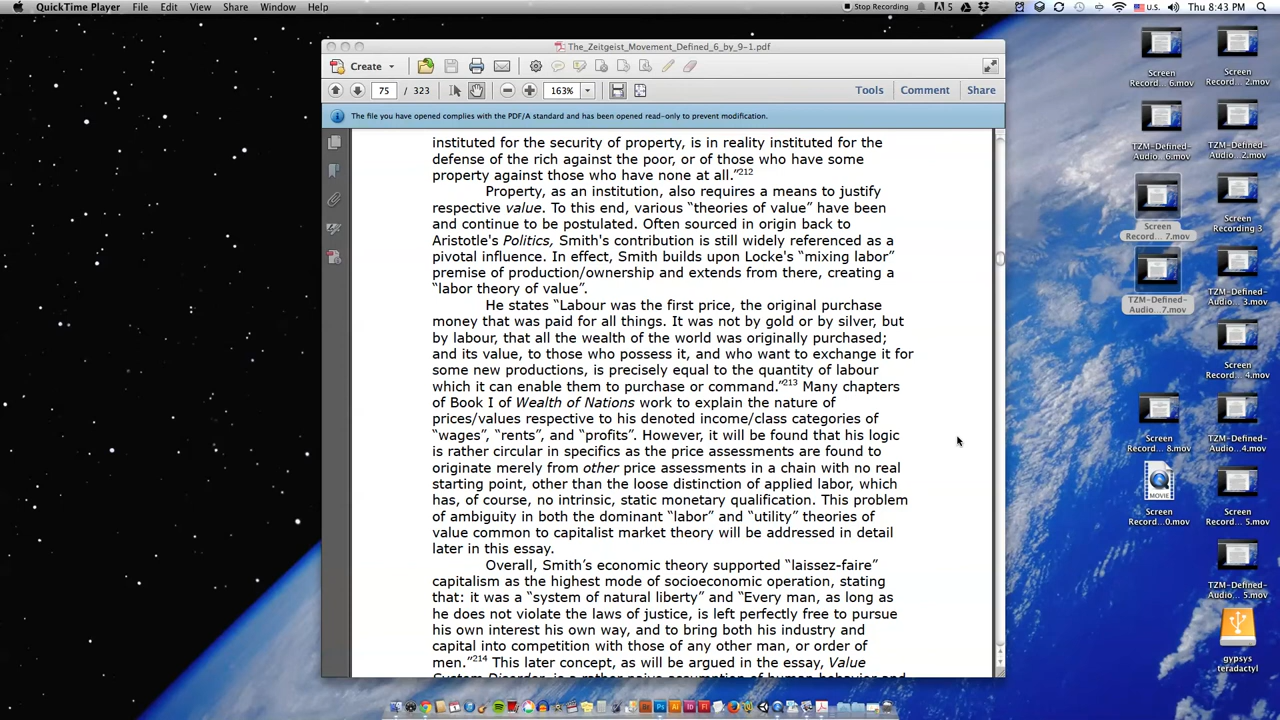 QuickTime Player File Edit View Share Window Help Stop Recording 5 U.S. Thu 8:43 PM
The_Zeitgeist_Movement_Defined_6_by_9-1.pdf
Create
75 / 323 163% Tools Comment Share
The file you have opened complies with the PDF/A standard and has been opened read-only to prevent modification.
instituted for the security of property, is in reality instituted for the
defense of the rich against the poor, or of those who have some
property against those who have none at all.”212
Property, as an institution, also requires a means to justify
respective value. To this end, various “theories of value” have been
and continue to be postulated. Often sourced in origin back to
Aristotle's Politics, Smith's contribution is still widely referenced as a
pivotal influence. In effect, Smith builds upon Locke's “mixing labor”
premise of production/ownership and extends from there, creating a
“labor theory of value”.
He states “Labour was the first price, the original purchase
money that was paid for all things. It was not by gold or by silver, but
by labour, that all the wealth of the world was originally purchased;
and its value, to those who possess it, and who want to exchange it for
some new productions, is precisely equal to the quantity of labour
which it can enable them to purchase or command.”213 Many chapters
of Book I of Wealth of Nations work to explain the nature of
prices/values respective to his denoted income/class categories of
“wages”, “rents”, and “profits”. However, it will be found that his logic
is rather circular in specifics as the price assessments are found to
originate merely from other price assessments in a chain with no real
starting point, other than the loose distinction of applied labor, which
has, of course, no intrinsic, static monetary qualification. This problem
of ambiguity in both the dominant “labor” and “utility” theories of
value common to capitalist market theory will be addressed in detail
later in this essay.
Overall, Smith’s economic theory supported “laissez-faire”
capitalism as the highest mode of socioeconomic operation, stating
that: it was a “system of natural liberty” and “Every man, as long as
he does not violate the laws of justice, is left perfectly free to pursue
his own interest his own way, and to bring both his industry and
capital into competition with those of any other man, or order of
men.”214 This later concept, as will be argued in the essay, Value
Screen
Record... 6.mov
Screen
Record... 2.mov
TZM-Defined-
Audio... 6.mov
TZM-Defined-
Audio... 2.mov
Screen
Record... 7.mov
Screen
Recording 3
TZM-Defined-
Audio... 7.mov
TZM-Defined-
Audio... 3.mov
Screen
Record... 4.mov
Screen
Record... 8.mov
TZM-Defined-
Audio... 4.mov
MOVIE
Screen
Record...0.mov
Screen
Record... 5.mov
TZM-Defined-
Audio... 5.mov
gypsys
teradactyl